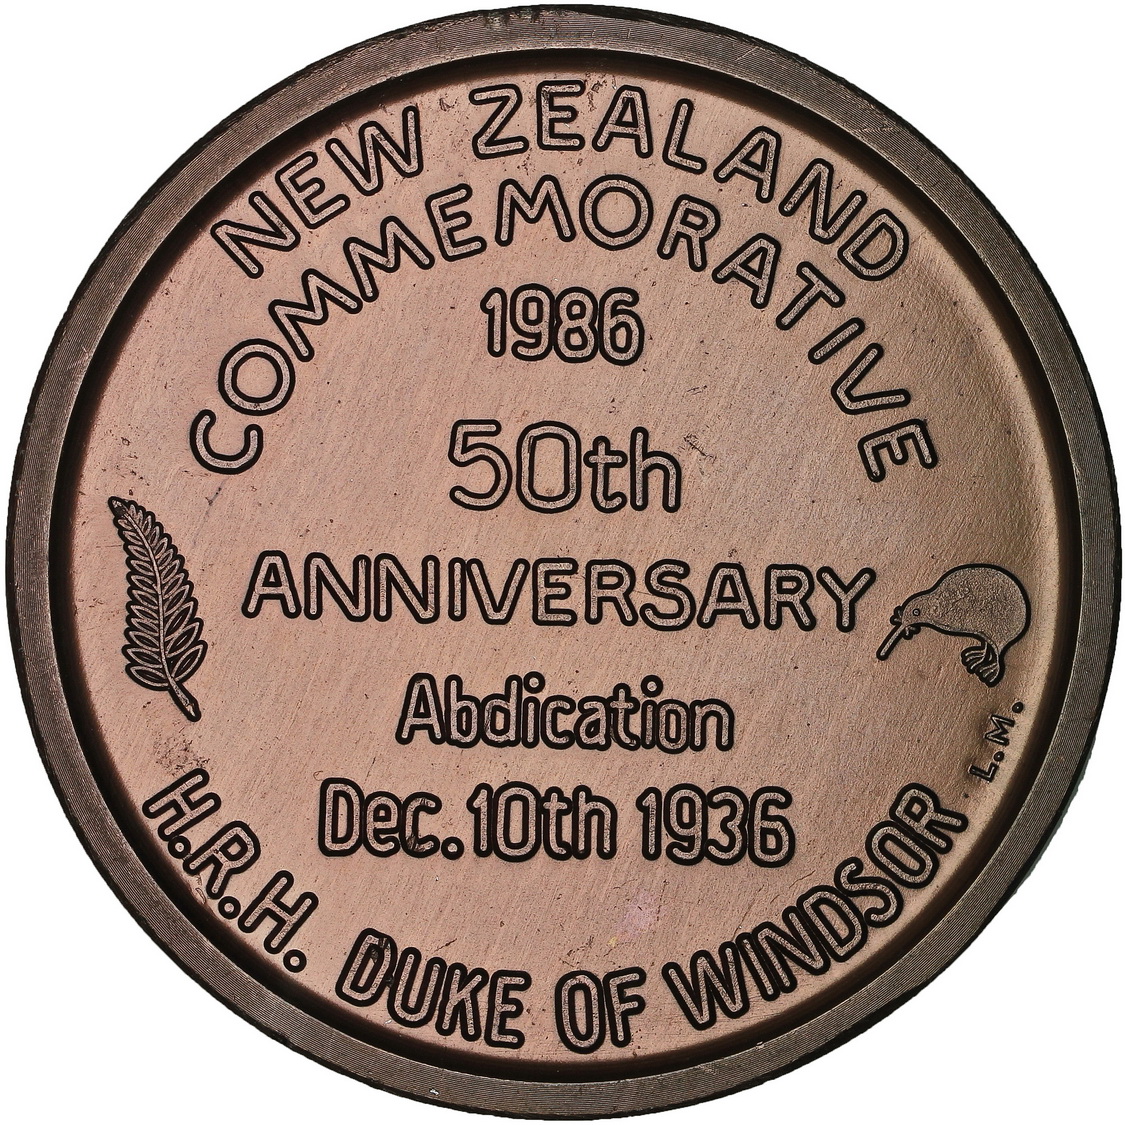 NEW ZEALAND
COMMEMORATIVE
1986
50th
ANNIVERSARY
Abdication
Dec. 10th 1936
H.R.H. DUKE OF WINDSOR
L.M.